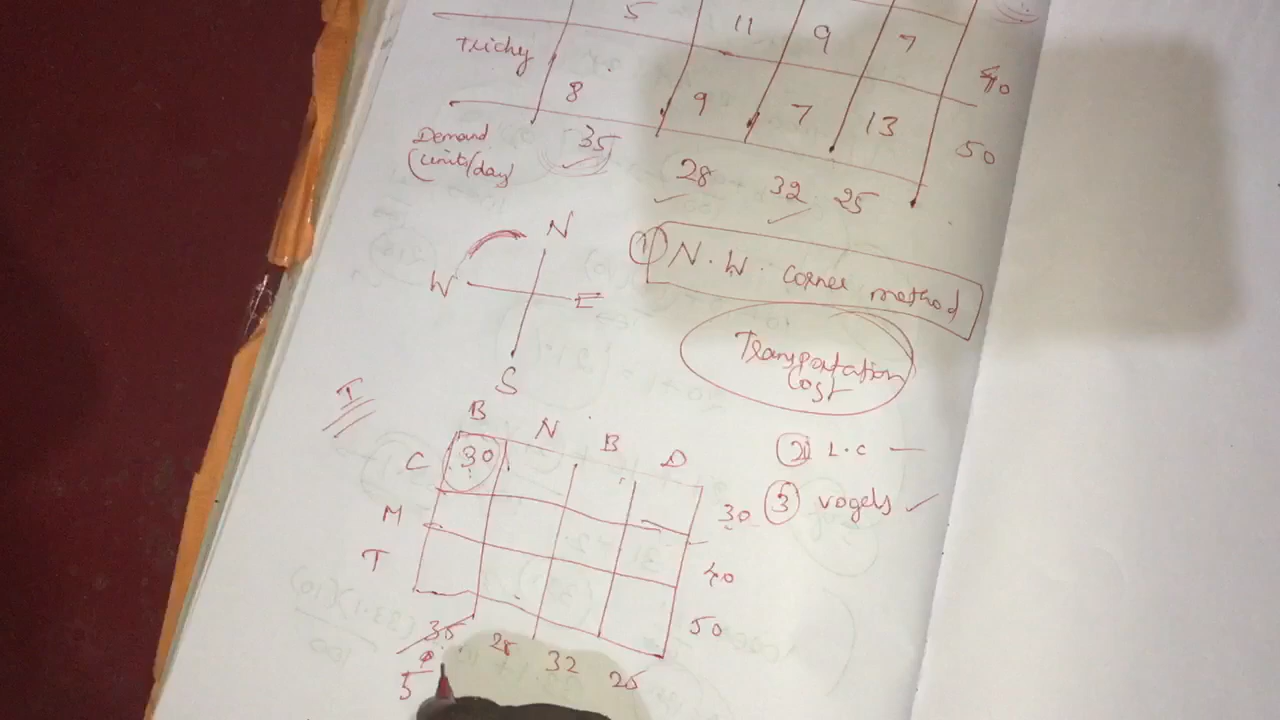 5 11 9 7 40
Trichy 8 9 7 13 50
Demand
(units/day)
35 28 32 25
N
W E
S
① N.W. corner method
Transportation
Cost
② L.C —
③ Vogels ✓
I
B N B D
C 30 30
M 40
T 50
35 28 32 25
5